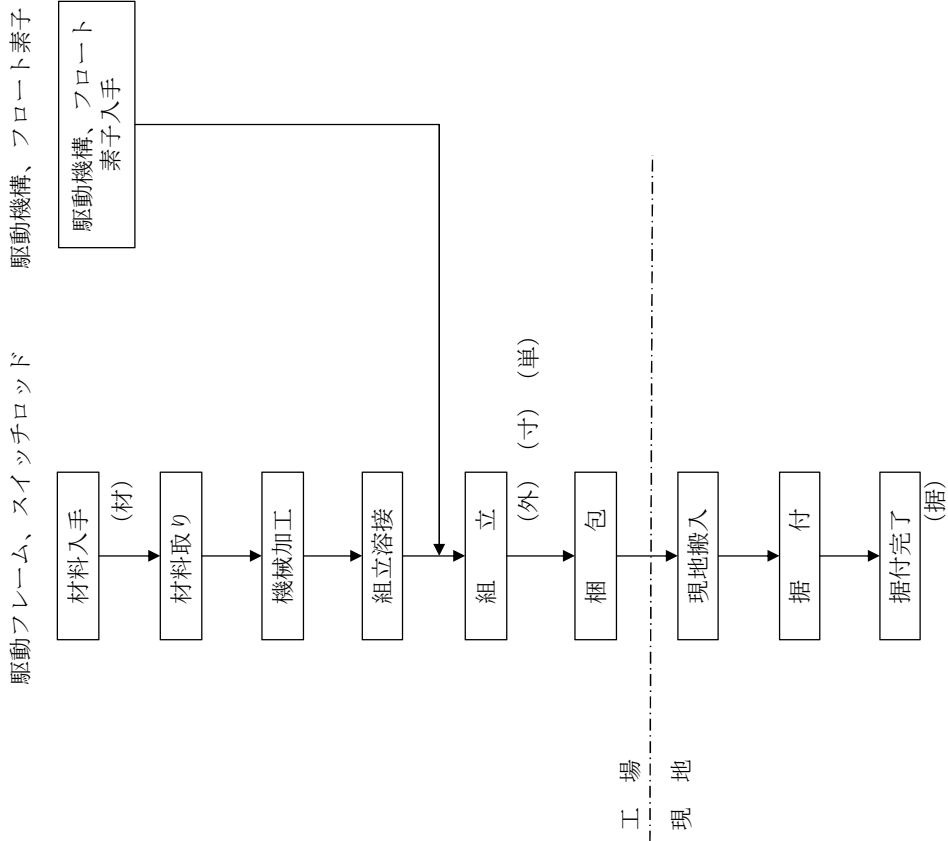 駆動フレーム、スイッチロッド
駆動機構、フロート素子
材料入手
(材)
材料取り
機械加工
組立溶接
駆動機構、フロート
素子入手
組 立
(外) (寸) (単)
梱 包
工 場
現 地
現地搬入
据 付
据付完了
(据)